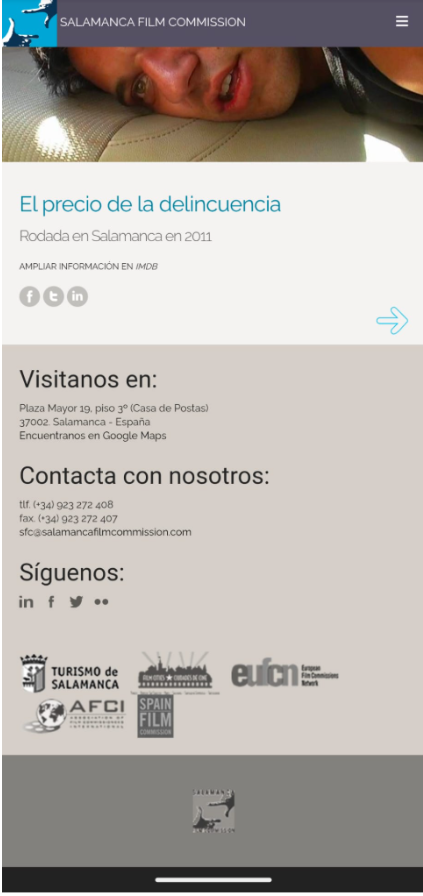 SALAMANCA FILM COMMISSION
El precio de la delincuencia
Rodada en Salamanca en 2011
AMPLIAR INFORMACIÓN EN IMDB
Visitanos en:
Plaza Mayor 19, piso 3º (Casa de Postas)
37002. Salamanca - España
Encuentranos en Google Maps
Contacta con nosotros:
tlf. (+34) 923 272 408
fax. (+34) 923 272 407
sfc@salamancafilmcommission.com
Síguenos:
TURISMO de
SALAMANCA
FILM CITIES ★ CIUDADES DE CINE
eufcn European
Film Commissions
Network
AFCI
ASSOCIATION OF
FILM COMMISSIONERS
INTERNATIONAL
SPAIN
FILM
COMMISSION
SALAMANCA
FILM COMMISSION